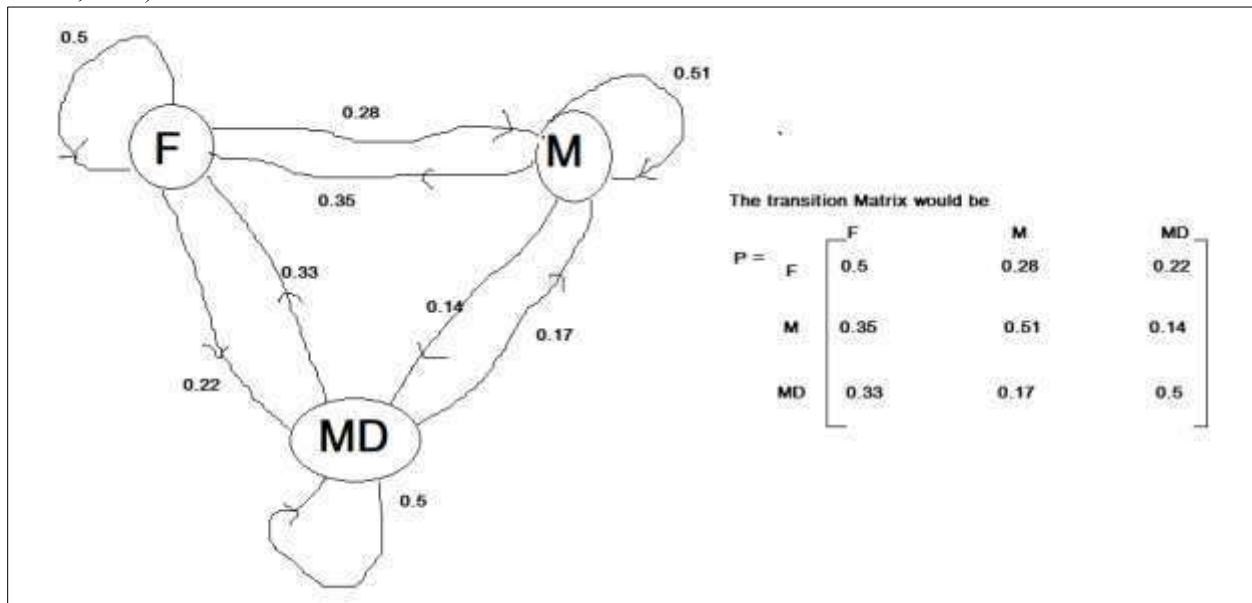 0.5
0.51
0.28
F
M
0.35
0.33
0.14
0.17
0.22
MD
0.5
The transition Matrix would be
F M MD
P = F 0.5 0.28 0.22
M 0.35 0.51 0.14
MD 0.33 0.17 0.5